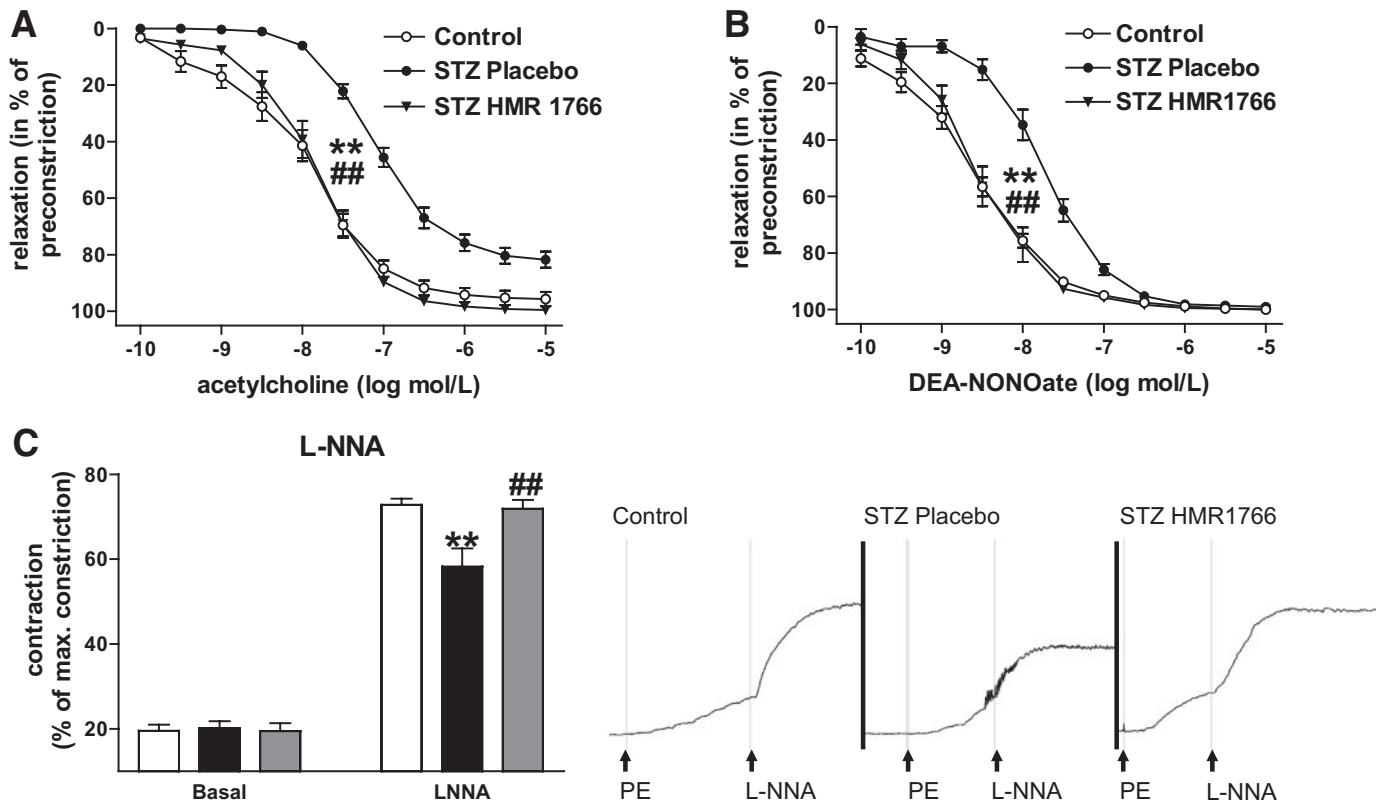 A
relaxation (in % of
preconstriction)
0
20
40
60
80
100
Control
STZ Placebo
STZ HMR 1766
**
##
-10
-9
-8
-7
-6
-5
acetylcholine (log mol/L)
B
relaxation (in % of
preconstriction)
0
20
40
60
80
100
Control
STZ Placebo
STZ HMR1766
**
##
-10
-9
-8
-7
-6
-5
DEA-NONOate (log mol/L)
C
L-NNA
contraction
(% of max. constriction)
80
60
40
20
**
##
Basal
LNNA
Control
STZ Placebo
STZ HMR1766
PE
L-NNA
PE
L-NNA
PE
L-NNA